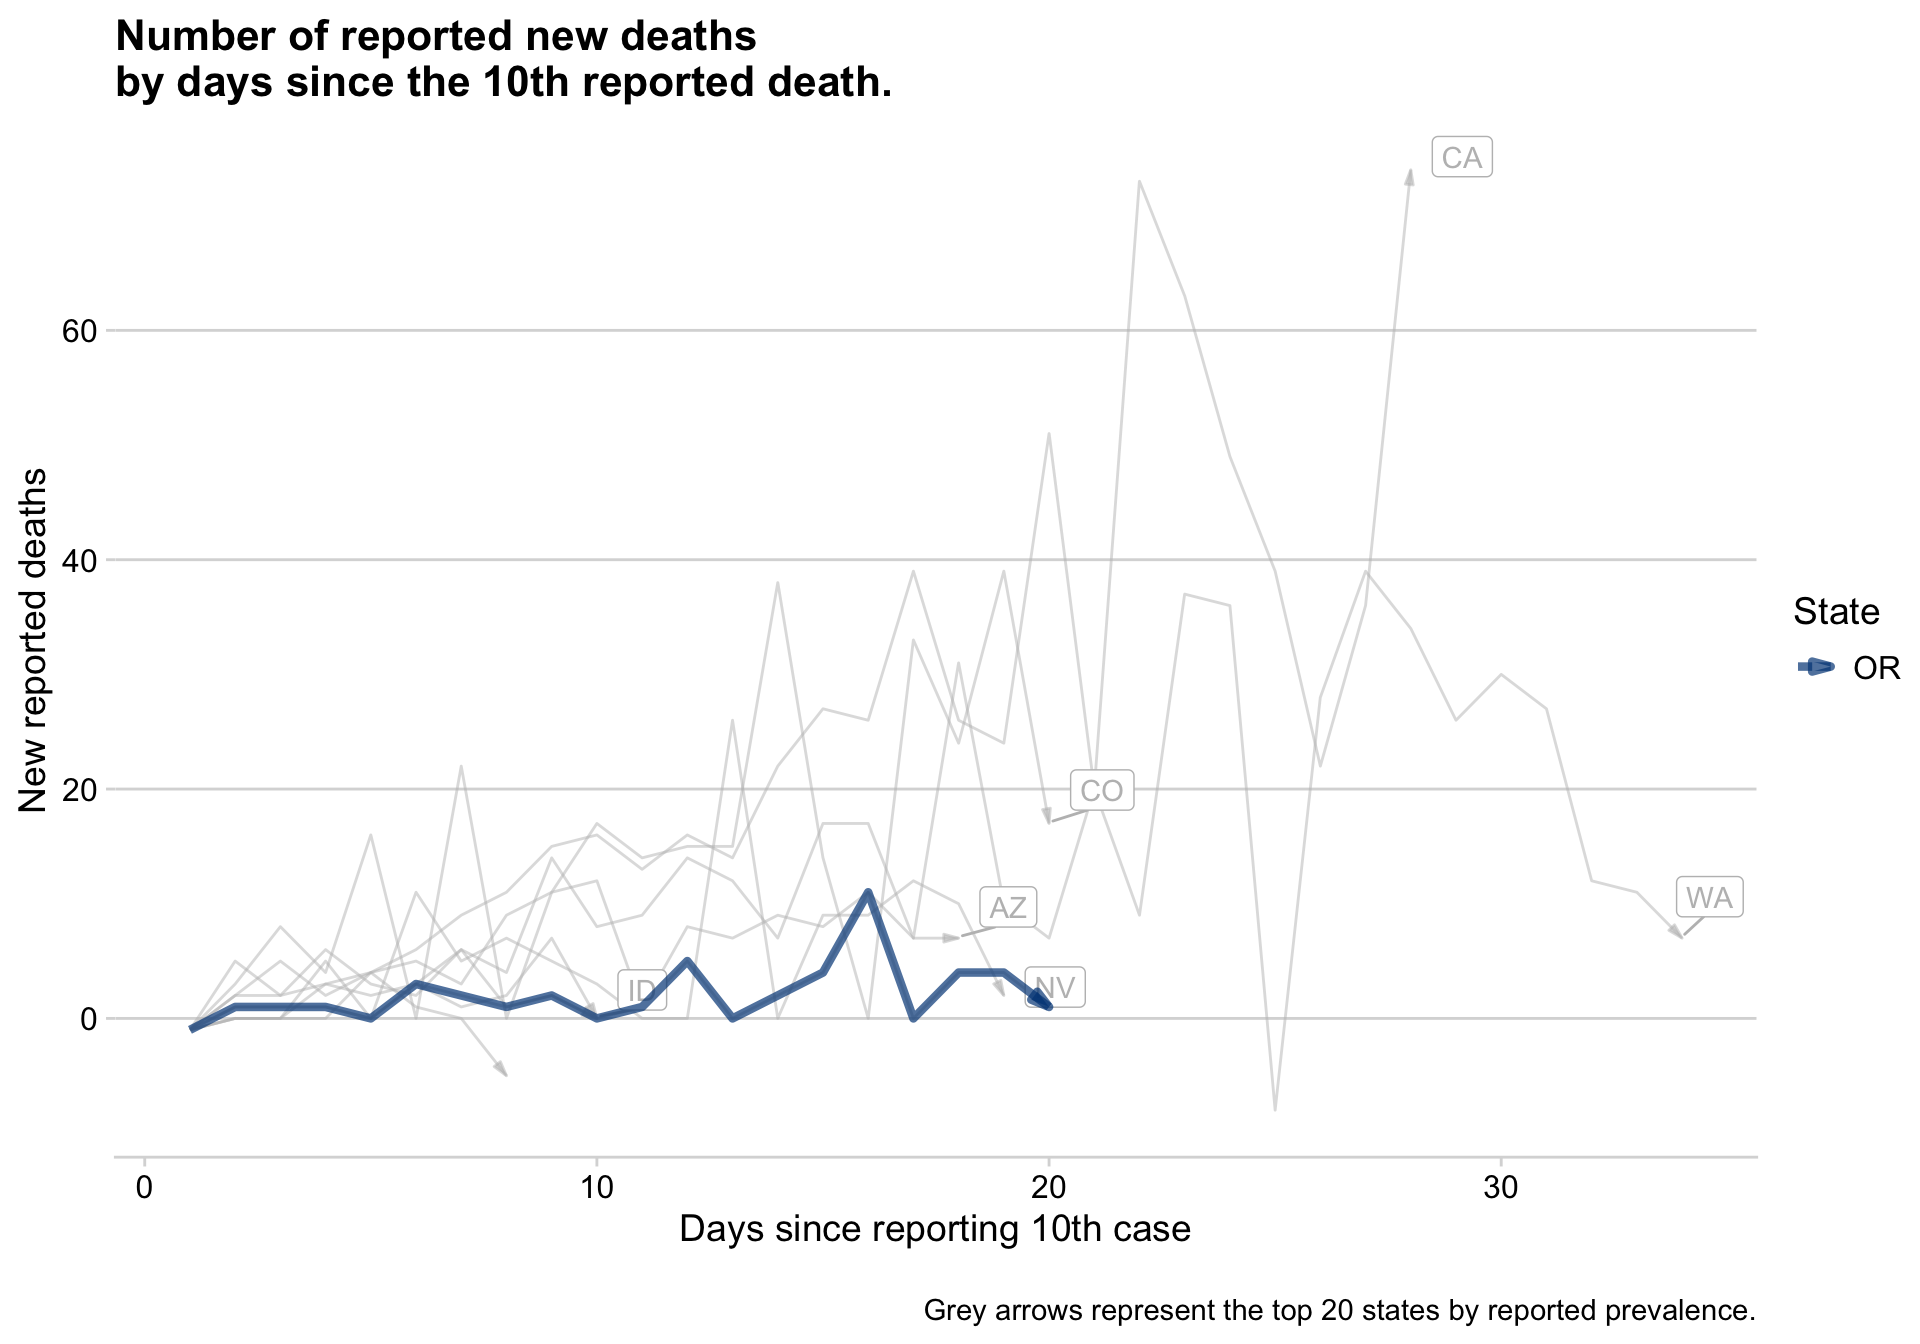 Number of reported new deaths
by days since the 10th reported death.
CA
60
40
20
0
New reported deaths
CO
AZ
WA
ID
NV
State
OR
0
10
20
30
Days since reporting 10th case
Grey arrows represent the top 20 states by reported prevalence.